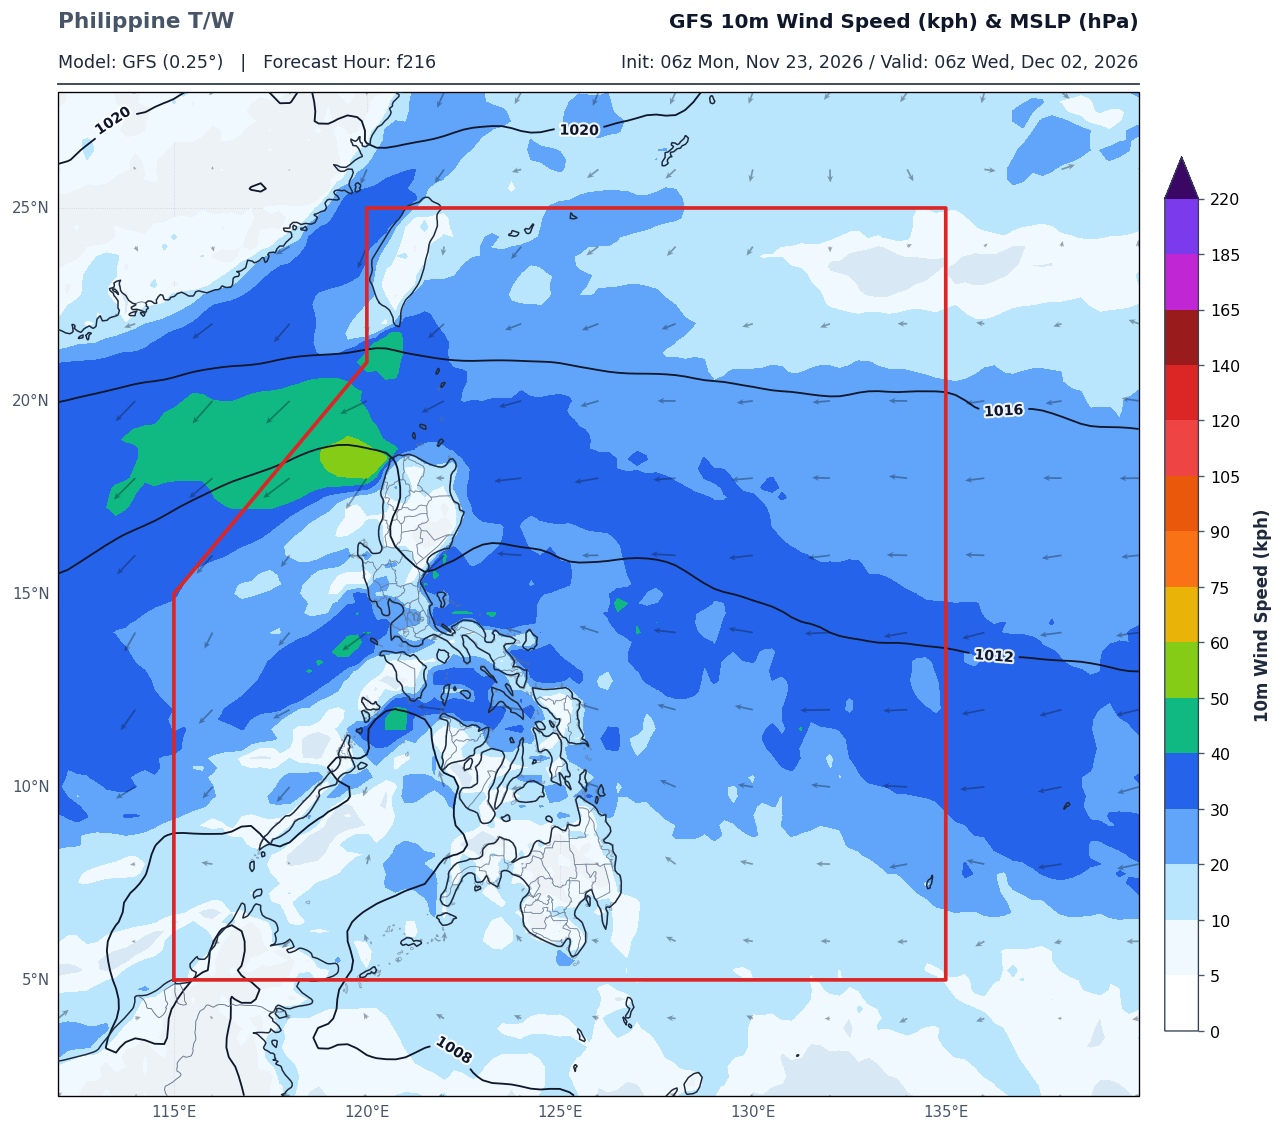 Philippine T/W
GFS 10m Wind Speed (kph) & MSLP (hPa)
Model: GFS (0.25°) | Forecast Hour: f216
Init: 06z Mon, Nov 23, 2026 / Valid: 06z Wed, Dec 02, 2026
1020
1020
1016
1012
1008
25°N
20°N
15°N
10°N
5°N
115°E
120°E
125°E
130°E
135°E
220
185
165
140
120
105
90
75
60
50
40
30
20
10
5
0
10m Wind Speed (kph)